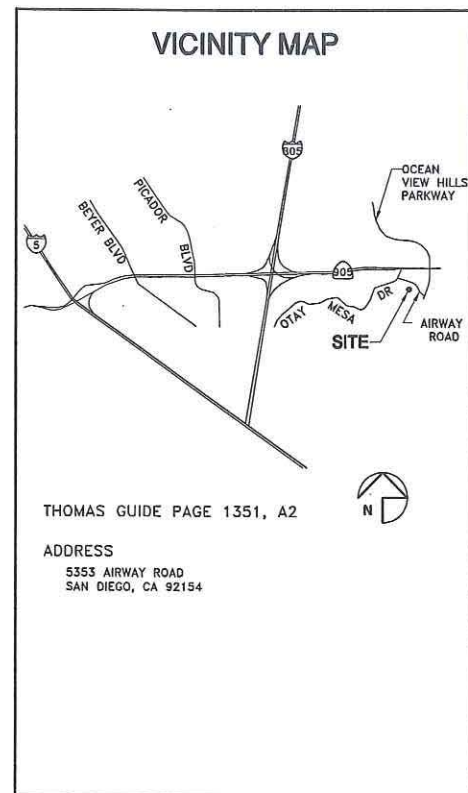 VICINITY MAP
805
OCEAN
VIEW HILLS
PARKWAY
PICADOR
BLVD
BEYER BLVD
5
905
OTAY MESA DR
AIRWAY
ROAD
SITE
THOMAS GUIDE PAGE 1351, A2
N
ADDRESS
5353 AIRWAY ROAD
SAN DIEGO, CA 92154